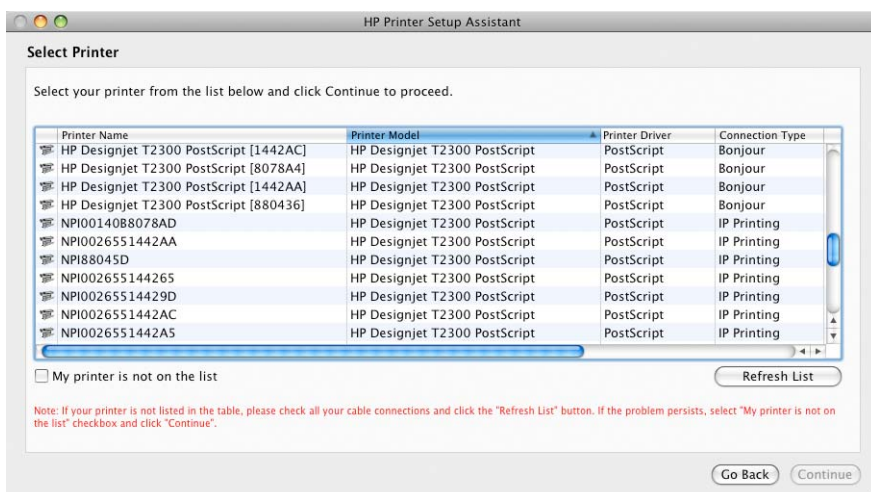 HP Printer Setup Assistant
Select Printer
Select your printer from the list below and click Continue to proceed.
Printer Name Printer Model Printer Driver Connection Type
HP Designjet T2300 PostScript [1442AC] HP Designjet T2300 PostScript PostScript Bonjour
HP Designjet T2300 PostScript [8078A4] HP Designjet T2300 PostScript PostScript Bonjour
HP Designjet T2300 PostScript [1442AA] HP Designjet T2300 PostScript PostScript Bonjour
HP Designjet T2300 PostScript [880436] HP Designjet T2300 PostScript PostScript Bonjour
NPI00140B8078AD HP Designjet T2300 PostScript PostScript IP Printing
NPI0026551442AA HP Designjet T2300 PostScript PostScript IP Printing
NPI88045D HP Designjet T2300 PostScript PostScript IP Printing
NPI002655144265 HP Designjet T2300 PostScript PostScript IP Printing
NPI00265514429D HP Designjet T2300 PostScript PostScript IP Printing
NPI0026551442AC HP Designjet T2300 PostScript PostScript IP Printing
NPI0026551442A5 HP Designjet T2300 PostScript PostScript IP Printing
My printer is not on the list
Refresh List
Note: If your printer is not listed in the table, please check all your cable connections and click the "Refresh List" button. If the problem persists, select "My printer is not on
the list" checkbox and click "Continue".
Go Back Continue